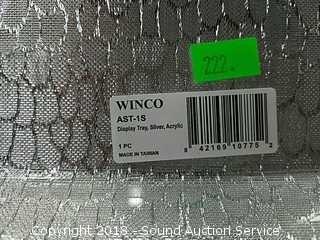 222.
WINCO
AST-1S
Display Tray, Silver, Acrylic
1 PC
MADE IN TAIWAN
8 42169 10775 2
Copyright 2018 - Sound Auction Service